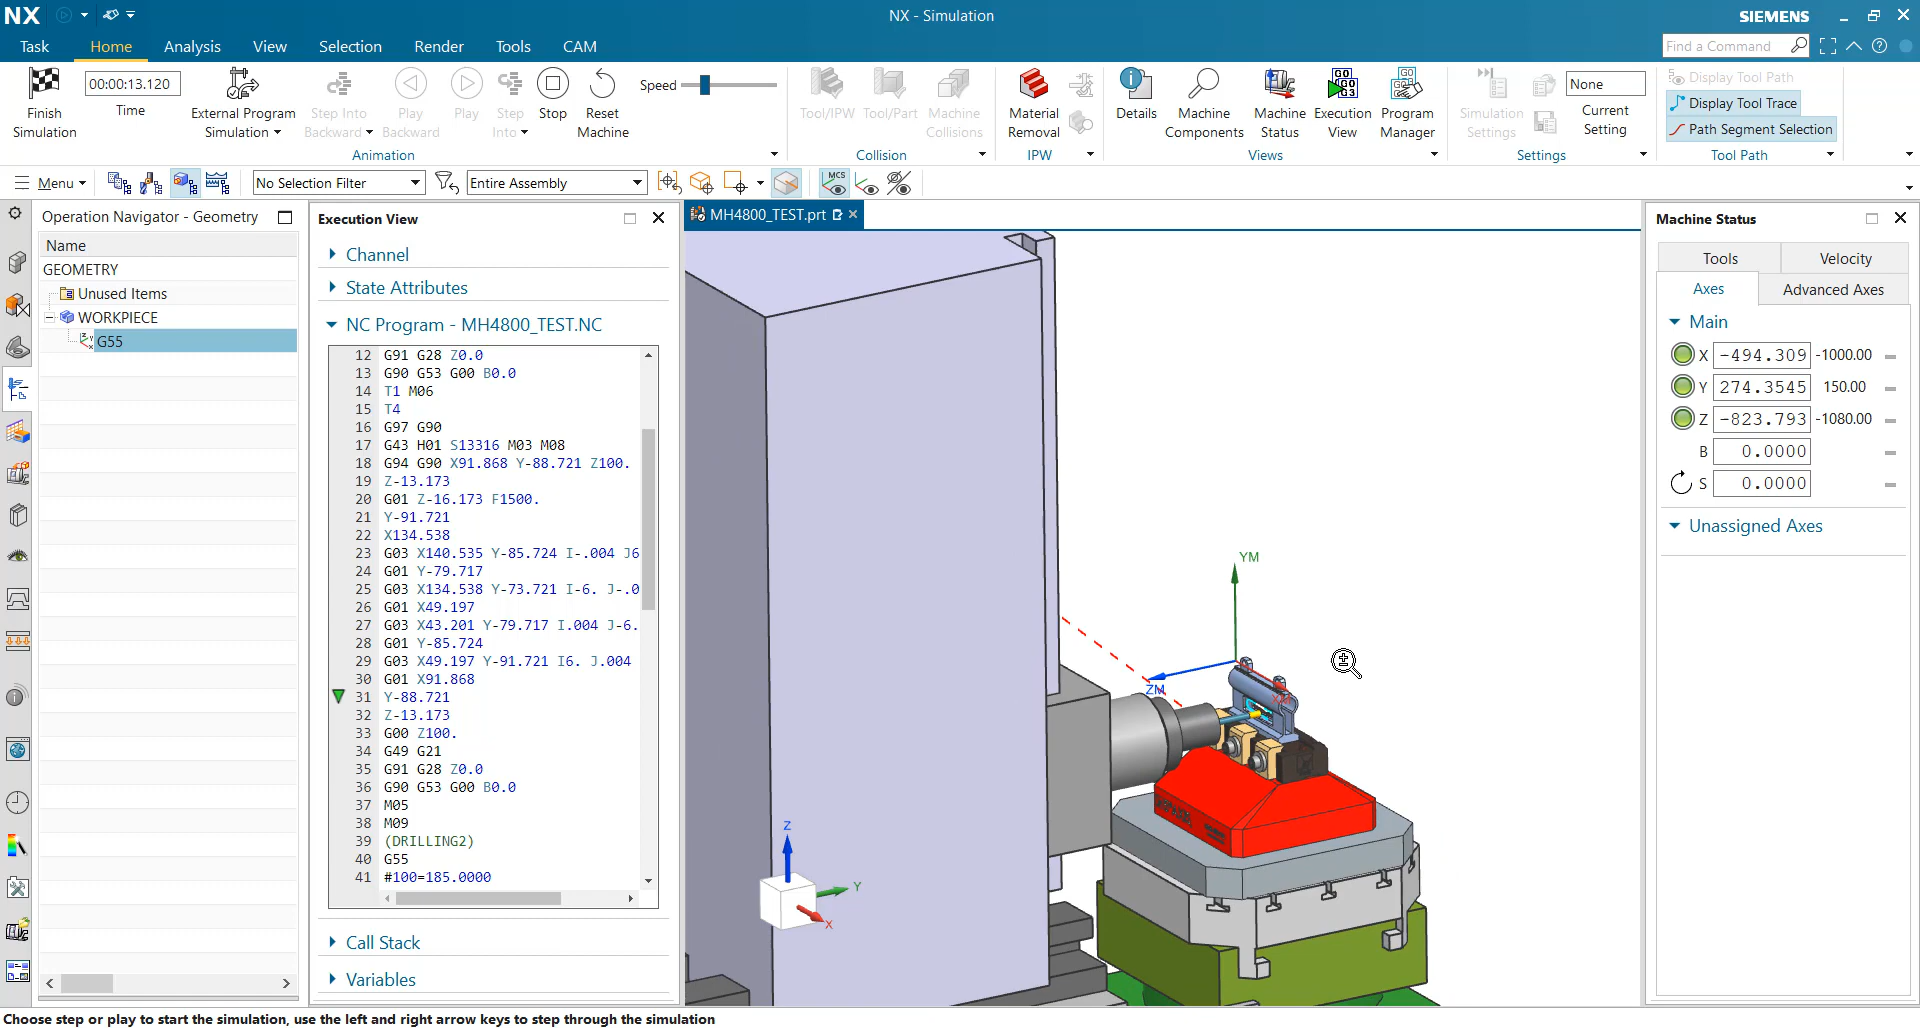 NX
NX - Simulation
SIEMENS
Task
Home
Analysis
View
Selection
Render
Tools
CAM
Find a Command
Finish
Simulation
00:00:13.120
Time
External Program
Simulation
Step Into
Backward
Play
Backward
Play
Step
Into
Stop
Reset
Machine
Speed
Animation
Tool/IPW
Tool/Part
Machine
Collisions
Collision
Material
Removal
IPW
Details
Machine
Components
Machine
Status
Execution
View
Program
Manager
Views
Simulation
Settings
None
Current
Setting
Settings
Display Tool Path
Display Tool Trace
Path Segment Selection
Tool Path
Menu
No Selection Filter
Entire Assembly
MCS
Operation Navigator - Geometry
Name
GEOMETRY
Unused Items
WORKPIECE
G55
Execution View
Channel
State Attributes
NC Program - MH4800_TEST.NC
12 G91 G28 Z0.0
13 G90 G53 G00 B0.0
14 T1 M06
15 T4
16 G97 G90
17 G43 H01 S13316 M03 M08
18 G94 G90 X91.868 Y-88.721 Z100.
19 Z-13.173
20 G01 Z-16.173 F1500.
21 Y-91.721
22 X134.538
23 G03 X140.535 Y-85.724 I-.004 J6
24 G01 Y-79.717
25 G03 X134.538 Y-73.721 I-6. J-.0
26 G01 X49.197
27 G03 X43.201 Y-79.717 I.004 J-6.
28 G01 Y-85.724
29 G03 X49.197 Y-91.721 I6. J.004
30 G01 X91.868
31 Y-88.721
32 Z-13.173
33 G00 Z100.
34 G49 G21
35 G91 G28 Z0.0
36 G90 G53 G00 B0.0
37 M05
38 M09
39 (DRILLING2)
40 G55
41 #100=185.0000
Call Stack
Variables
MH4800_TEST.prt
YM
ZM
XM
Z
Y
X
Machine Status
Tools
Velocity
Axes
Advanced Axes
Main
X -494.309 -1000.00
Y 274.3545 150.00
Z -823.793 -1080.00
B 0.0000
S 0.0000
Unassigned Axes
Choose step or play to start the simulation, use the left and right arrow keys to step through the simulation